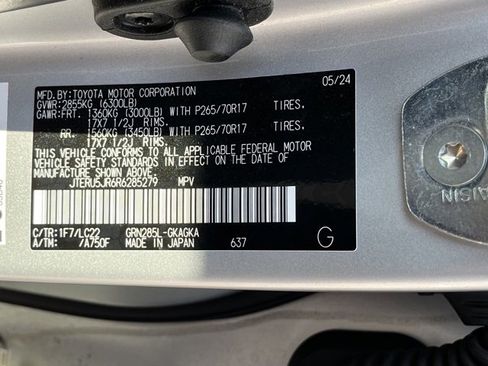 MFD.BY:TOYOTA MOTOR CORPORATION 05/24
GVWR:2855KG (6300LB)
GAWR:FRT. 1360KG (3000LB) WITH P265/70R17 TIRES.
17X7 1/2J RIMS.
RR. 1560KG (3450LB) WITH P265/70R17 TIRES.
17X7 1/2J RIMS.
THIS VEHICLE CONFORMS TO ALL APPLICABLE FEDERAL MOTOR
VEHICLE SAFETY STANDARDS IN EFFECT ON THE DATE OF
MANUFACTURE SHOWN ABOVE.
JTERU5JR6R6285279 MPV
C/TR:1F7/LC22 GRN285L-GKAGKA
A/TM: /A750F MADE IN JAPAN 637 G
AISIN